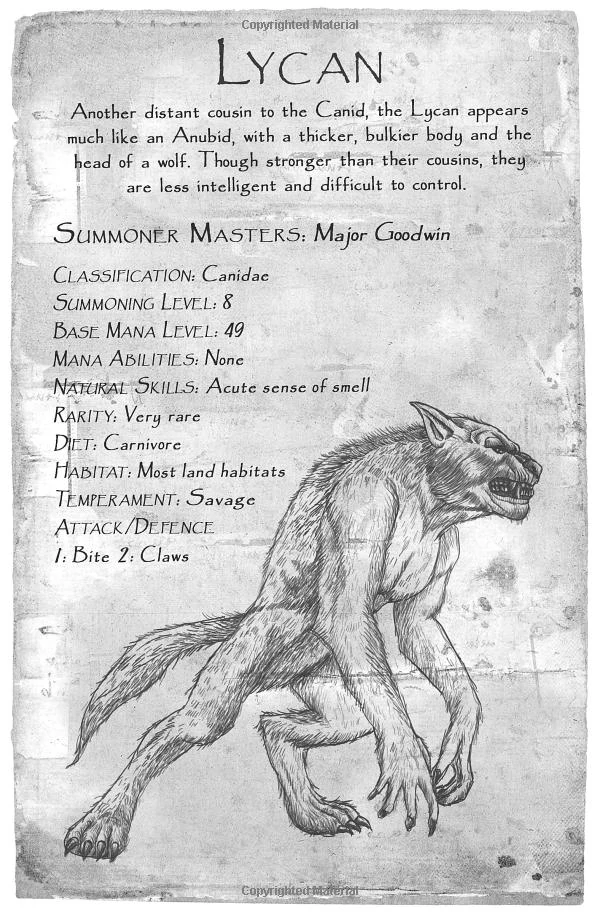 Copyrighted Material
LYCAN
Another distant cousin to the Canid, the Lycan appears
much like an Anubid, with a thicker, bulkier body and the
head of a wolf. Though stronger than their cousins, they
are less intelligent and difficult to control.
SUMMONER MASTERS: Major Goodwin
CLASSIFICATION: Canidae
SUMMONING LEVEL: 8
BASE MANA LEVEL: 49
MANA ABILITIES: None
NATURAL SKILLS: Acute sense of smell
RARITY: Very rare
DIET: Carnivore
HABITAT: Most land habitats
TEMPERAMENT: Savage
ATTACK/DEFENCE
1: Bite 2: Claws
Copyrighted Material